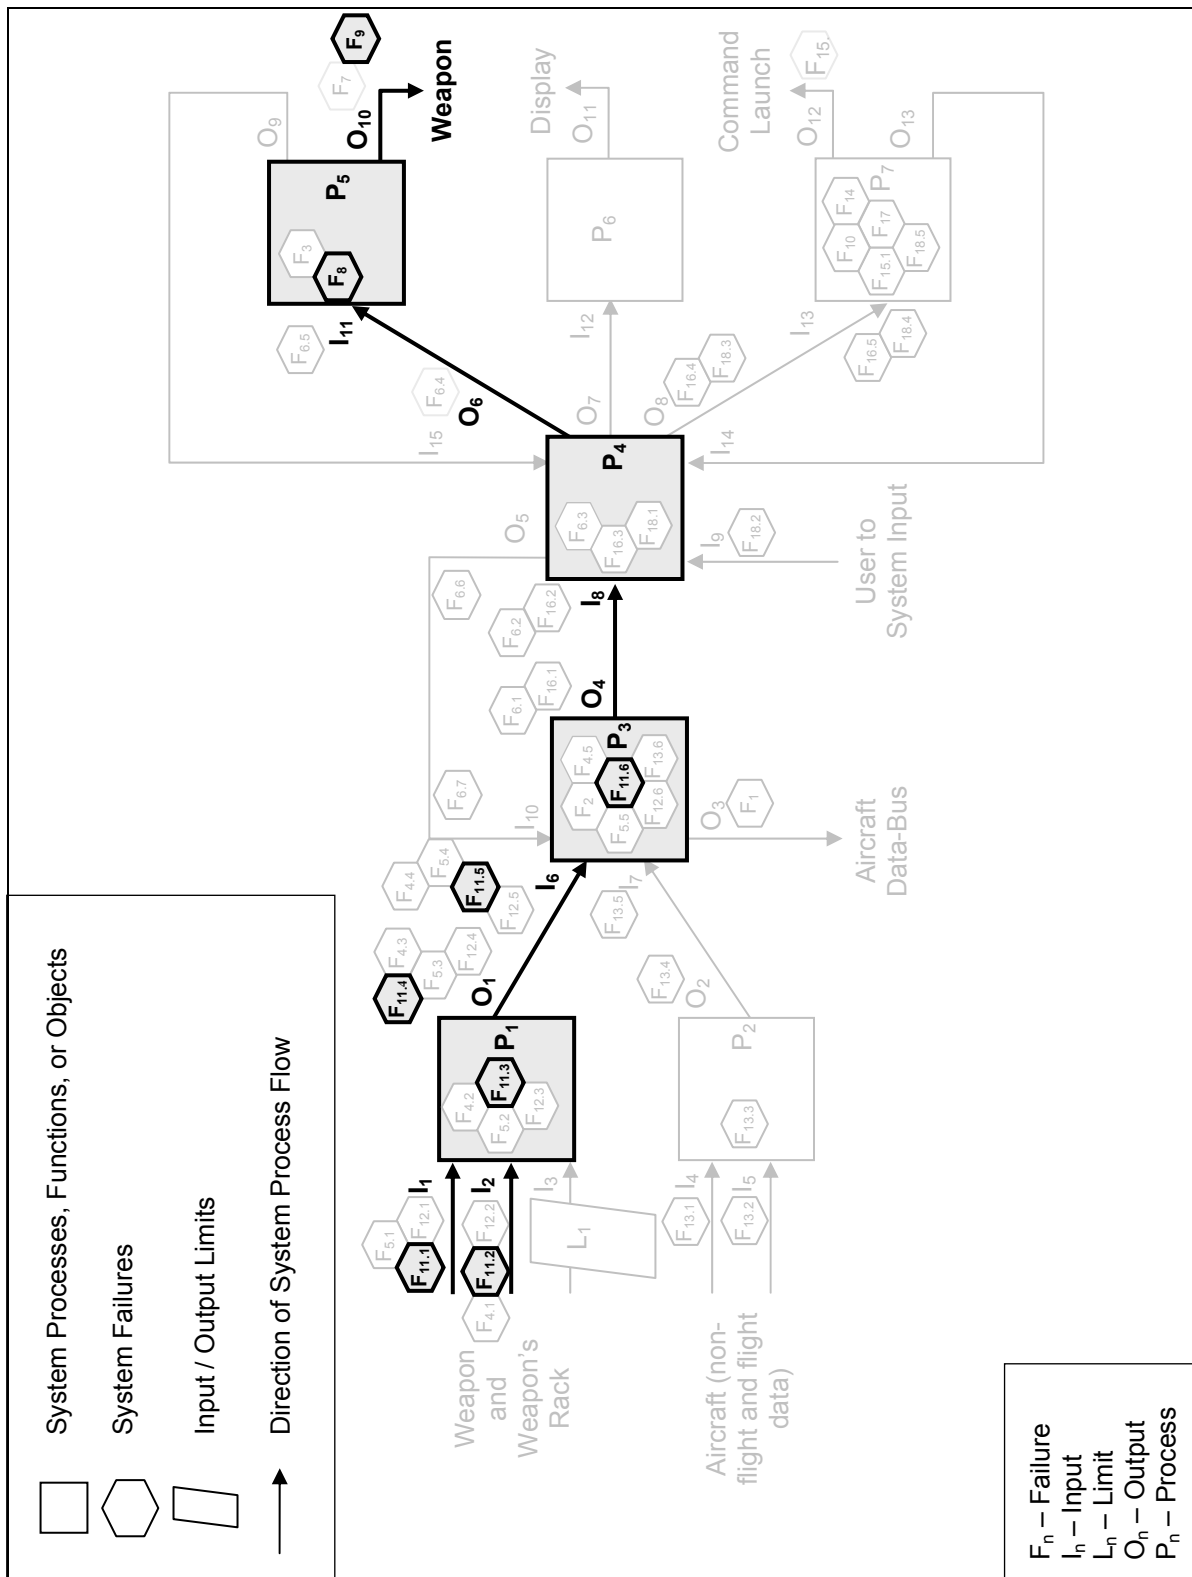 System Processes, Functions, or Objects
System Failures
Input / Output Limits
Direction of System Process Flow
Fₙ – Failure
Iₙ – Input
Lₙ – Limit
Oₙ – Output
Pₙ – Process
Weapon
and
Weapon's
Rack
Aircraft (non-
flight and flight
data)
F₅.₁
F₁₂.₁
F₁₁.₁
I₁
F₄.₁
F₁₁.₂
F₁₂.₂
I₂
L₁
I₃
F₁₃.₁
I₄
F₁₃.₂
I₅
P₁
F₄.₂
F₅.₂
F₁₁.₃
F₁₂.₃
P₂
F₁₃.₃
O₁
F₁₁.₄
F₄.₃
F₅.₃
F₁₂.₄
F₄.₄
F₅.₄
F₁₁.₅
F₁₂.₅
I₆
O₂
F₁₃.₄
F₁₃.₅
I₇
P₃
F₂
F₄.₅
F₅.₅
F₁₁.₆
F₁₂.₆
F₁₃.₆
I₁₀
F₆.₇
F₆.₆
O₅
O₃
F₁
Aircraft
Data-Bus
O₄
F₆.₁
F₁₆.₁
F₆.₂
F₁₆.₂
I₈
P₄
F₆.₃
F₁₆.₃
F₁₈.₁
I₉
F₁₈.₂
User to
System Input
I₁₅
I₁₄
O₆
F₆.₄
F₆.₅
I₁₁
O₇
I₁₂
O₈
F₁₆.₄
F₁₈.₃
F₁₆.₅
F₁₈.₄
I₁₃
P₅
F₃
F₈
O₉
O₁₀
F₇
F₉
Weapon
P₆
O₁₁
Display
P₇
F₁₄
F₁₀
F₁₇
F₁₅.₁
F₁₈.₅
O₁₂
O₁₃
Command
Launch